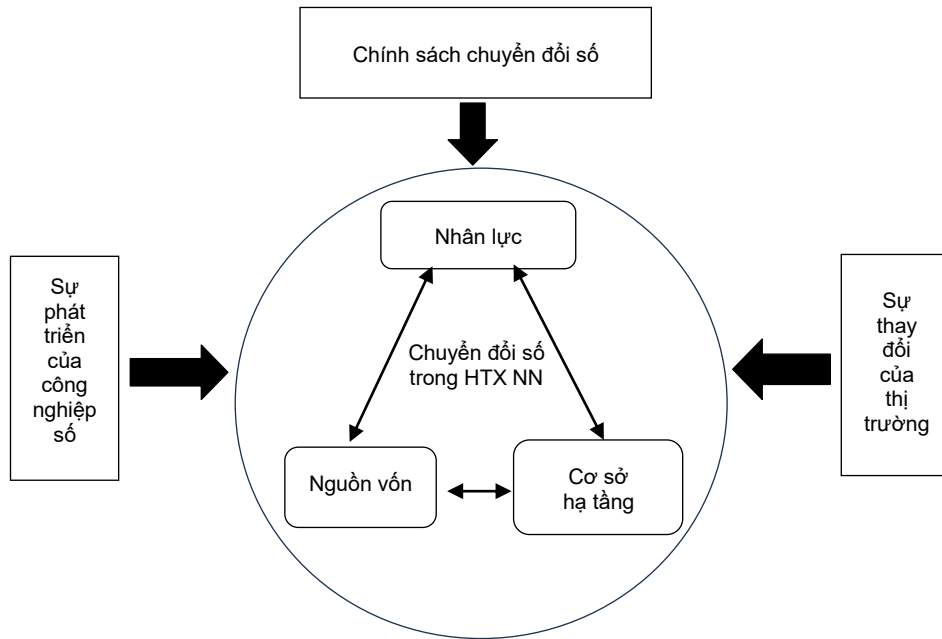 Chính sách chuyển đổi số
Nhân lực
Sự
phát
triển
của
công
nghiệp
số
Chuyển đổi số
trong HTX NN
Sự
thay
đổi
của
thị
trường
Nguồn vốn
Cơ sở
hạ tầng